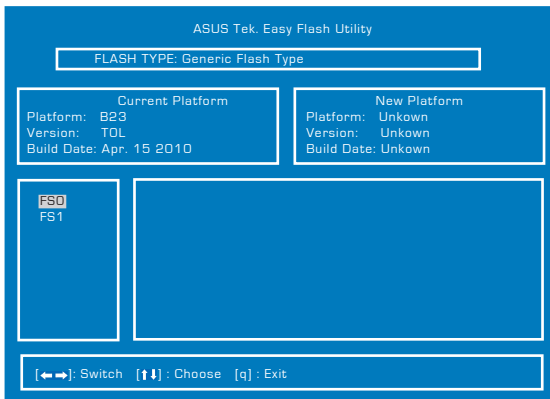 ASUS Tek. Easy Flash Utility
FLASH TYPE: Generic Flash Type
Current Platform
Platform: B23
Version: TOL
Build Date: Apr. 15 2010
New Platform
Platform: Unkown
Version: Unkown
Build Date: Unkown
FS0
FS1
[←→]: Switch [↑↓] : Choose [q] : Exit